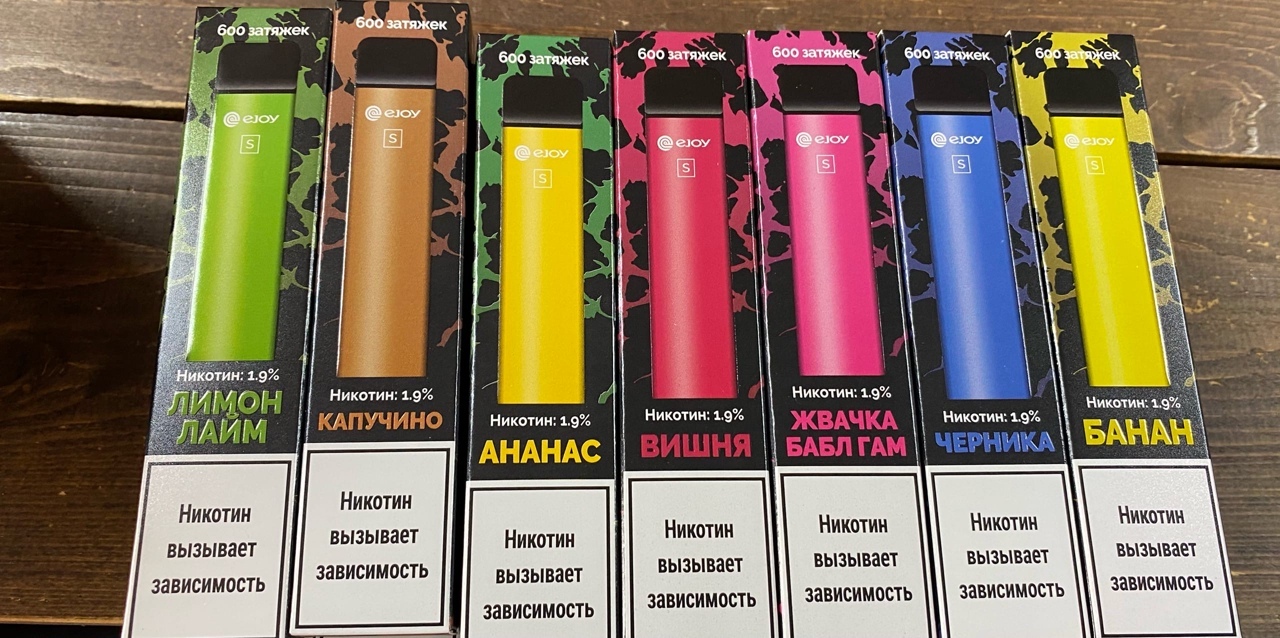 600 затяжек
@ eJOY
S
Никотин: 1.9%
ЛИМОН
ЛАЙМ
Никотин
вызывает
зависимость
600 затяжек
@ eJOY
S
Никотин: 1.9%
КАПУЧИНО
Никотин
вызывает
зависимость
600 затяжек
@ eJOY
S
Никотин: 1.9%
АНАНАС
Никотин
вызывает
зависимость
600 затяжек
@ eJOY
S
Никотин: 1.9%
ВИШНЯ
Никотин
вызывает
зависимость
600 затяжек
@ eJOY
S
Никотин: 1.9%
ЖВАЧКА
БАБЛ ГАМ
Никотин
вызывает
зависимость
600 затяжек
@ eJOY
S
Никотин: 1.9%
ЧЕРНИКА
Никотин
вызывает
зависимость
600 затяжек
@ eJOY
S
Никотин: 1.9%
БАНАН
Никотин
вызывает
зависимость